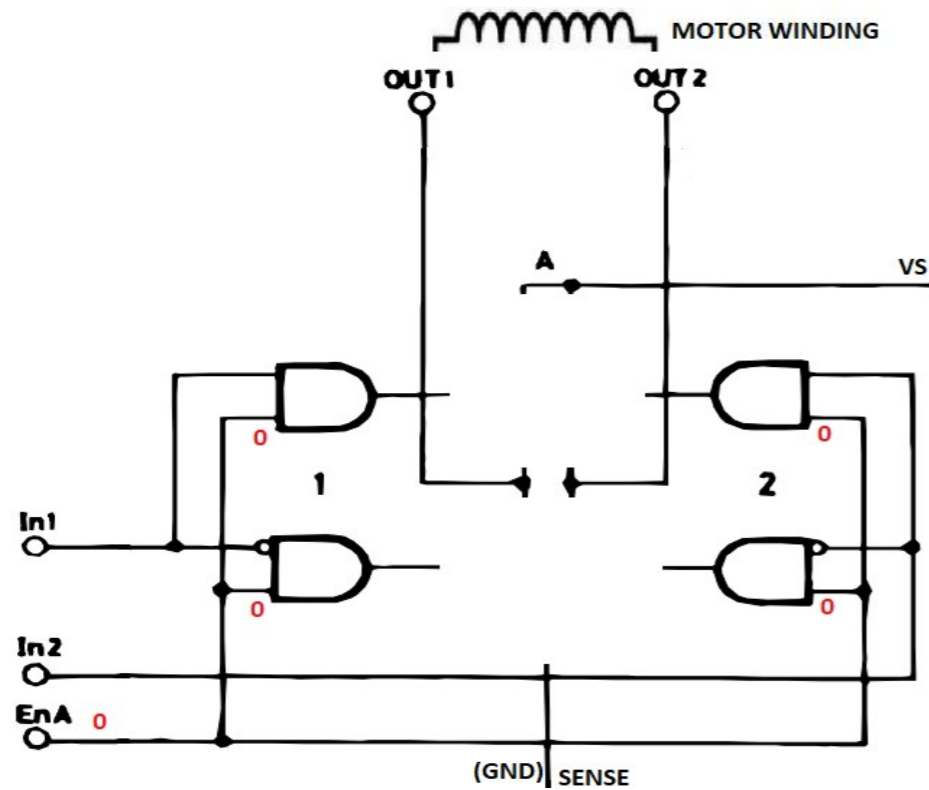 MOTOR WINDING
OUT1 OUT2
A
VS
0 0
1 2
In1
0 0
In2
EnA 0
(GND) SENSE